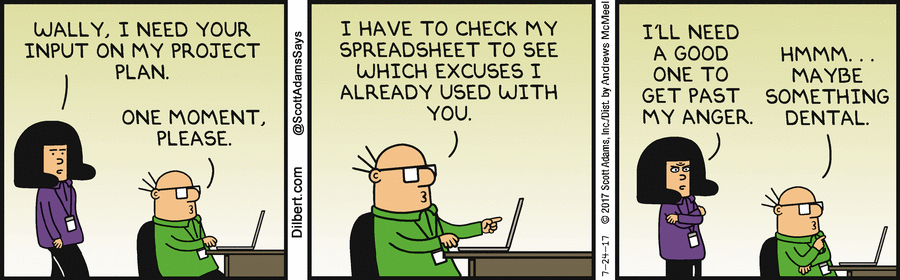 WALLY, I NEED YOUR
INPUT ON MY PROJECT
PLAN.
ONE MOMENT,
PLEASE.
Dilbert.com @ScottAdamsSays
I HAVE TO CHECK MY
SPREADSHEET TO SEE
WHICH EXCUSES I
ALREADY USED WITH
YOU.
7-24-17 © 2017 Scott Adams, Inc./Dist. by Andrews McMeel
I'LL NEED
A GOOD
ONE TO
GET PAST
MY ANGER.
HMMM...
MAYBE
SOMETHING
DENTAL.